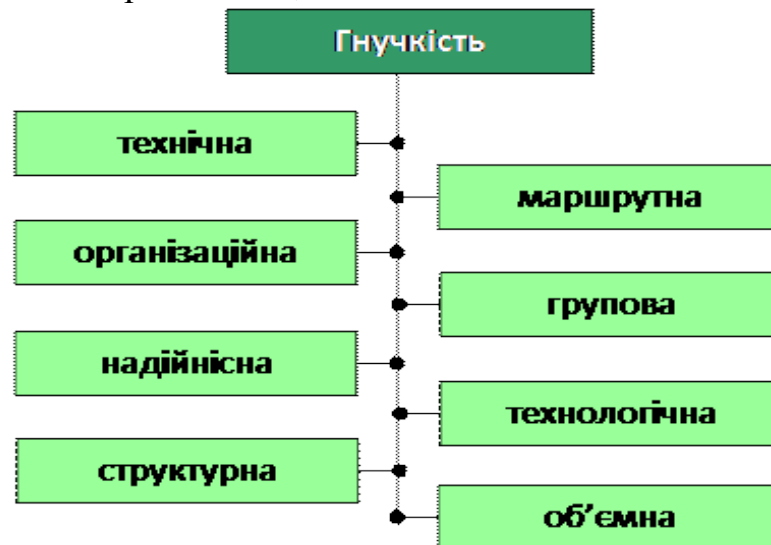 Гнучкість
технічна
маршрутна
організаційна
групова
надійнісна
технологічна
структурна
об’ємна